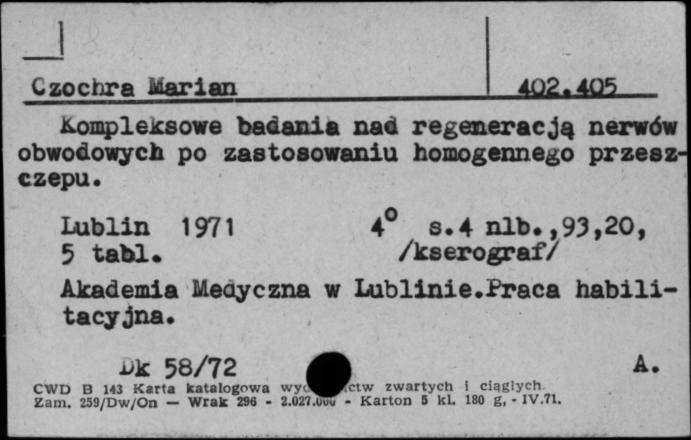 Czochra Marian 402.405
Kompleksowe badania nad regeneracją nerwów
obwodowych po zastosowaniu homogennego przesz-
czepu.
Lublin 1971 4° s.4 nlb.,93,20,
5 tabl. /kserograf/
Akademia Medyczna w Lublinie.Praca habili-
tacyjna.
Dk 58/72 A.
CWD B 143 Karta katalogowa zwartych i ciągłych.
Zam. 259/Dw/On — Wrak 296 - 2.027.000 - Karton 5 kl. 180 g, - IV.71.